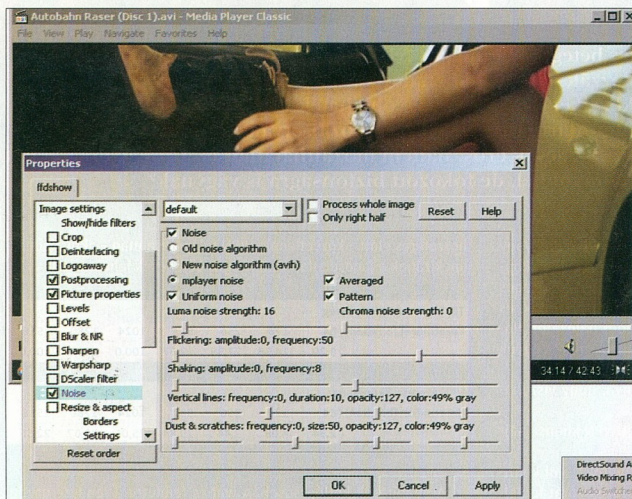 Autobahn Raser (Disc 1).avi - Media Player Classic
File View Play Navigate Favorites Help
Properties
ffdshow
Image settings
Show/hide filters
Crop
Deinterlacing
Logoaway
Postprocessing
Picture properties
Levels
Offset
Blur & NR
Sharpen
Warpsharp
DScaler filter
Noise
Resize & aspect
Borders
Settings
Reset order
default
Process whole image
Only right half
Reset
Help
Noise
Old noise algorithm
New noise algorithm (avih)
mplayer noise
Averaged
Uniform noise
Pattern
Luma noise strength: 16
Chroma noise strength: 0
Flickering: amplitude:0, frequency:50
Shaking: amplitude:0, frequency:8
Vertical lines: frequency:0, duration:10, opacity:127, color:49% gray
Dust & scratches: frequency:0, size:50, opacity:127, color:49% gray
OK
Cancel
Apply
34:14 / 42:43
DirectSound
Video Mixing
Audio Switcher